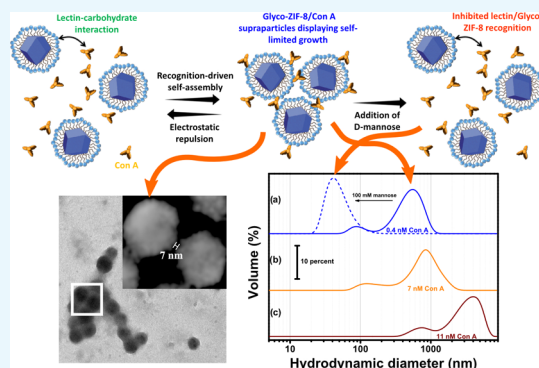 Lectin-carbohydrate
interaction
Glyco-ZIF-8/Con A
supraparticles displaying self-
limited growth
Inhibited lectin/Glyco
ZIF-8 recognition
Recognition-driven
self-assembly
Electrostatic
repulsion
Addition of
D-mannose
Con A
7 nm
(a)
100 mM mannose
0.4 nM Con A
(b)
10 percent
7 nM Con A
(c)
11 nM Con A
Volume (%)
10 100 1000
Hydrodynamic diameter (nm)